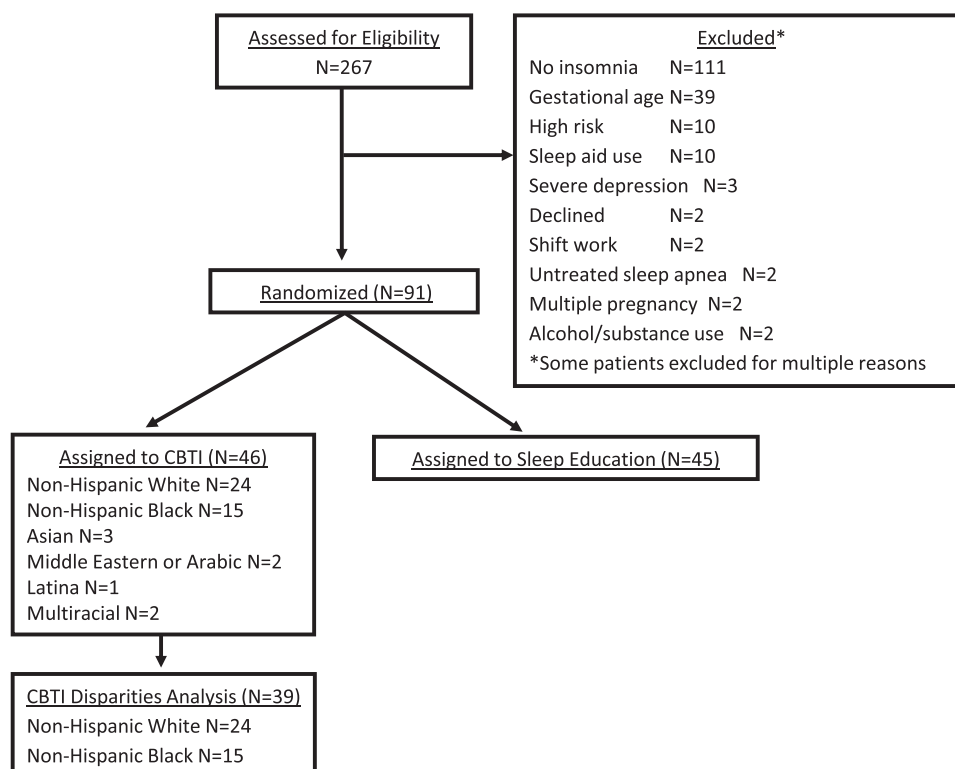 Assessed for Eligibility
N=267
Excluded*
No insomnia N=111
Gestational age N=39
High risk N=10
Sleep aid use N=10
Severe depression N=3
Declined N=2
Shift work N=2
Untreated sleep apnea N=2
Multiple pregnancy N=2
Alcohol/substance use N=2
*Some patients excluded for multiple reasons
Randomized (N=91)
Assigned to CBTI (N=46)
Non-Hispanic White N=24
Non-Hispanic Black N=15
Asian N=3
Middle Eastern or Arabic N=2
Latina N=1
Multiracial N=2
Assigned to Sleep Education (N=45)
CBTI Disparities Analysis (N=39)
Non-Hispanic White N=24
Non-Hispanic Black N=15